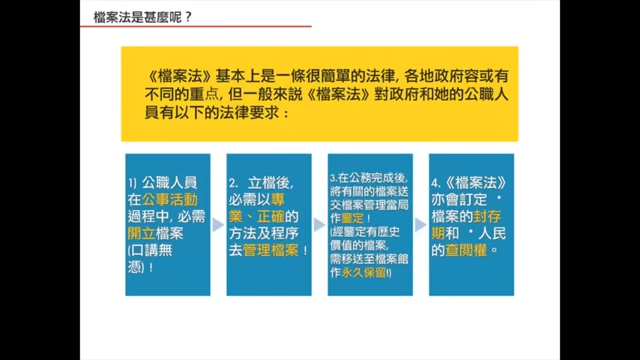 檔案法是甚麼呢？
《檔案法》基本上是一條很簡單的法律, 各地政府容或有
不同的重点, 但一般來説《檔案法》對政府和她的公職人
員有以下的法律要求：
1) 公職人員
在公事活動
過程中, 必需
開立檔案
(口講無
憑)！
2. 立檔後,
必需以專
業、正確的
方法及程序
去管理檔案！
3.在公務完成後,
將有關的檔案送
交檔案管理當局
作鑒定！
(經鑒定有歷史
價值的檔案,
需移送至檔案館
作永久保留!)
4.《檔案法》
亦會訂定 *
檔案的封存
期和 * 人民
的查閲權。